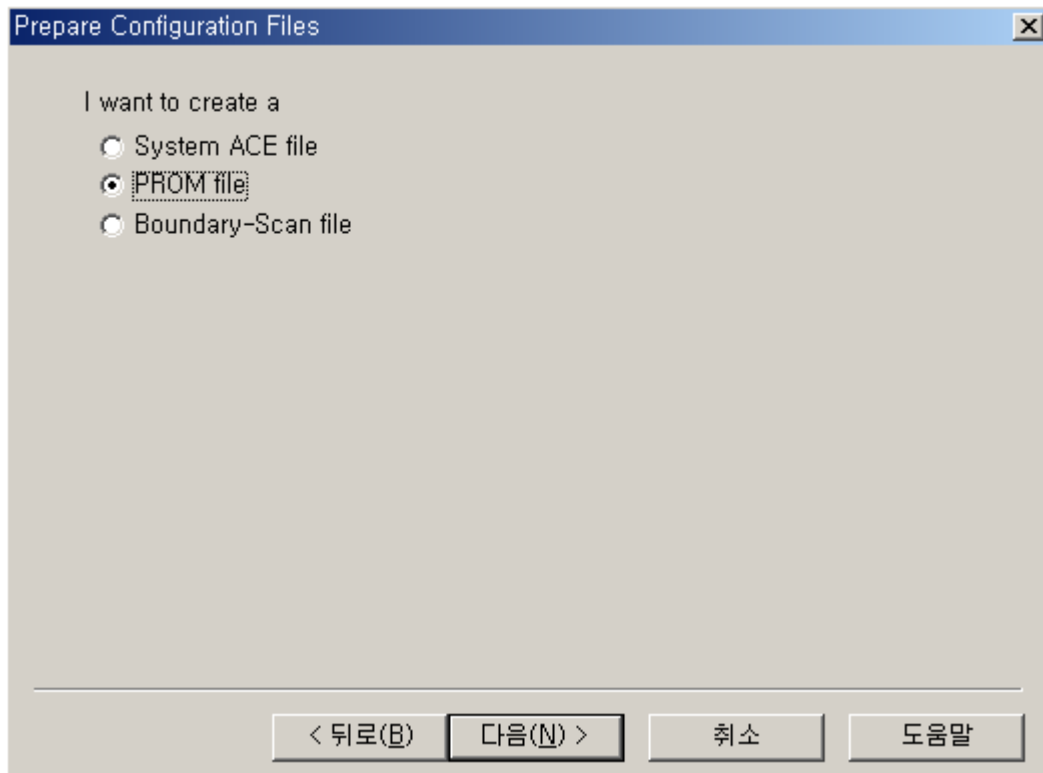 Prepare Configuration Files
I want to create a
System ACE file
PROM file
Boundary-Scan file
< 뒤로(B) 다음(N) > 취소 도움말